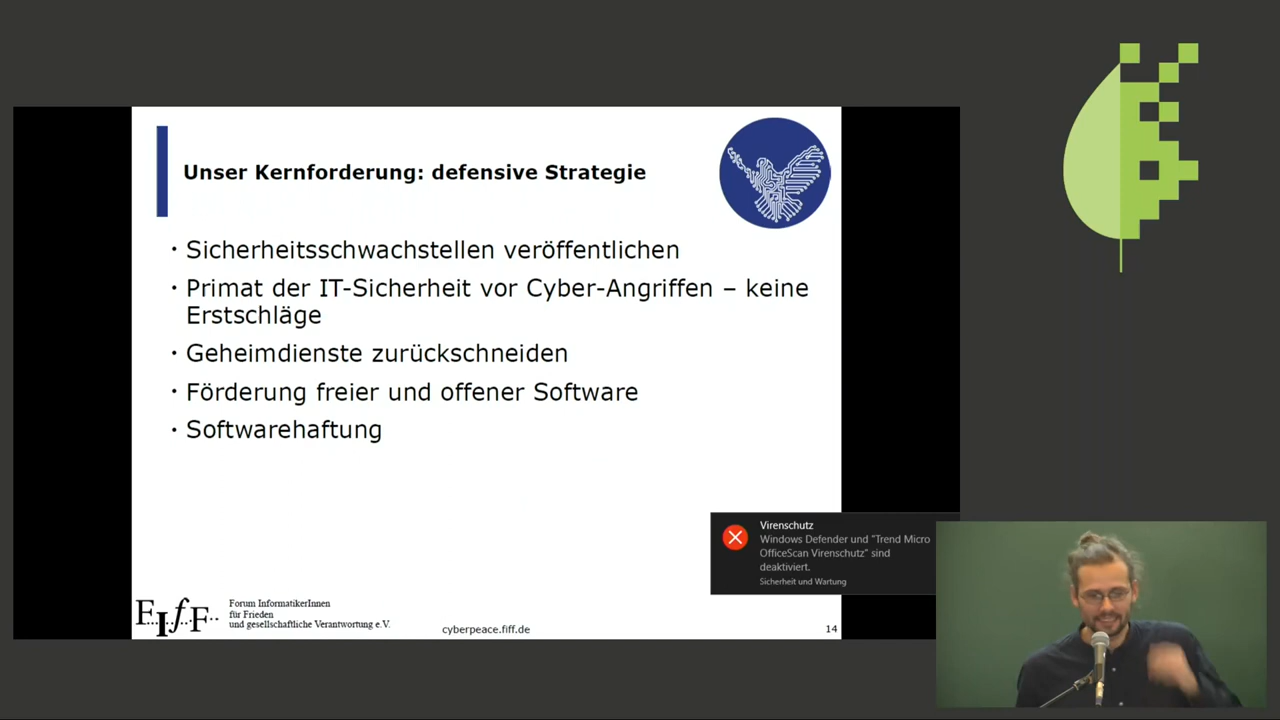 Unser Kernforderung: defensive Strategie
· Sicherheitsschwachstellen veröffentlichen
· Primat der IT-Sicherheit vor Cyber-Angriffen – keine
Erstschläge
· Geheimdienste zurückschneiden
· Förderung freier und offener Software
· Softwarehaftung
Virenschutz
Windows Defender und "Trend Micro
OfficeScan Virenschutz" sind
deaktiviert.
Sicherheit und Wartung
F..I..f..F..
Forum InformatikerInnen
für Frieden
und gesellschaftliche Verantwortung e.V.
cyberpeace.fiff.de
14